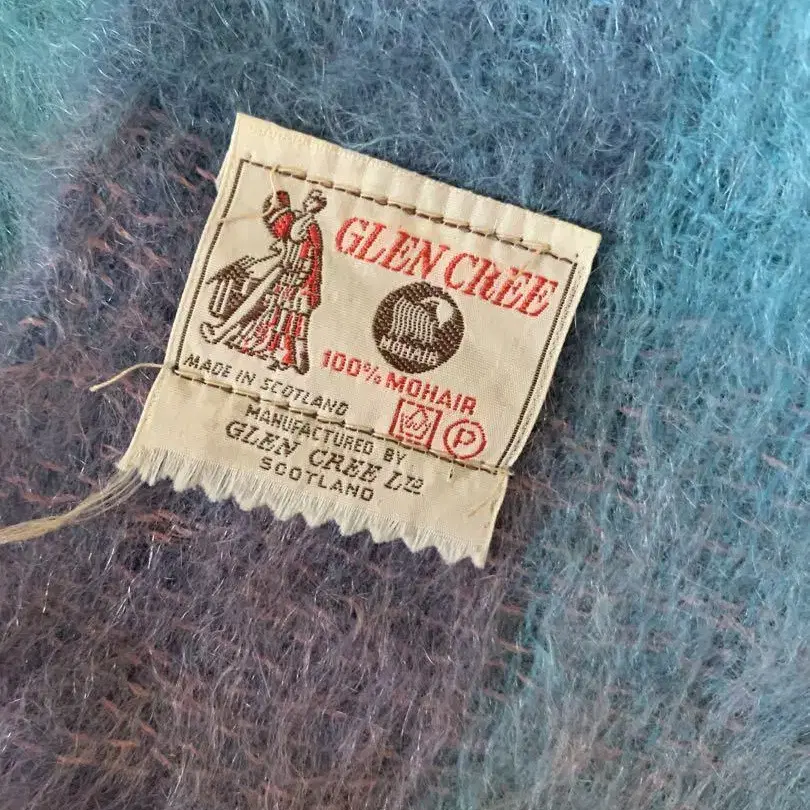 GLEN CREE
MOHAIR
100% MOHAIR
MADE IN SCOTLAND
P
MANUFACTURED BY
GLEN CREE LTD
SCOTLAND